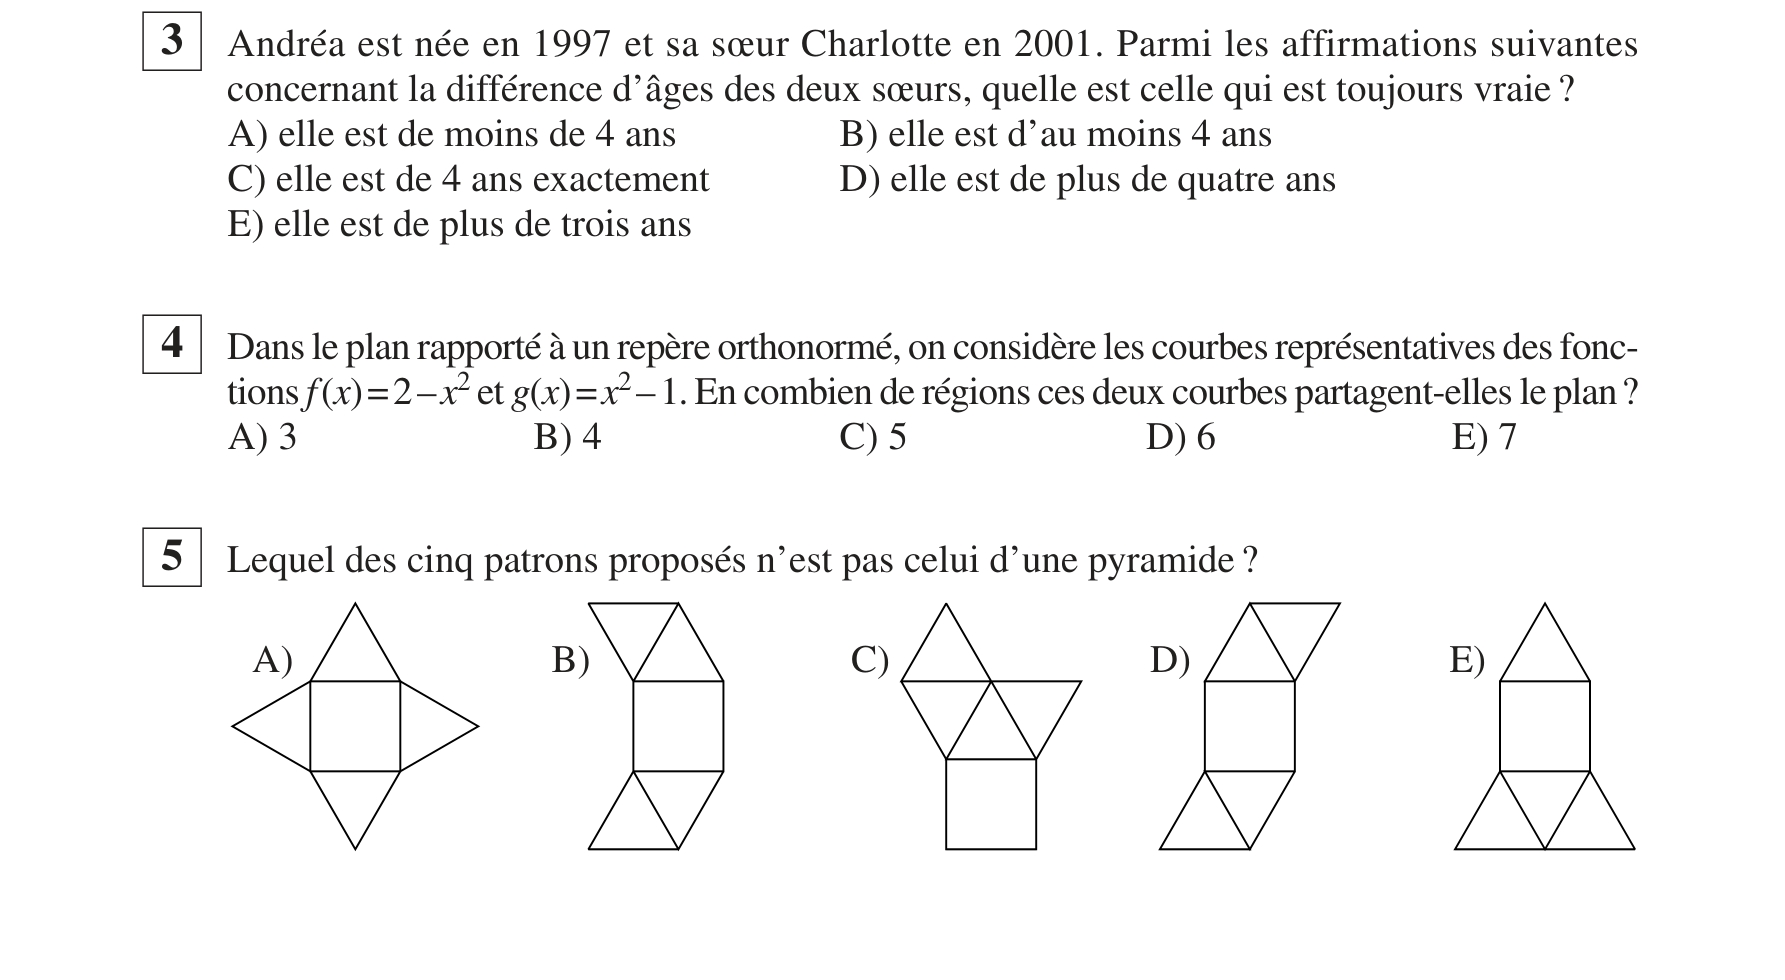 3 Andréa est née en 1997 et sa sœur Charlotte en 2001. Parmi les affirmations suivantes
concernant la différence d’âges des deux sœurs, quelle est celle qui est toujours vraie ?
A) elle est de moins de 4 ans B) elle est d’au moins 4 ans
C) elle est de 4 ans exactement D) elle est de plus de quatre ans
E) elle est de plus de trois ans
4 Dans le plan rapporté à un repère orthonormé, on considère les courbes représentatives des fonc-
tions f(x)=2–x² et g(x)=x²–1. En combien de régions ces deux courbes partagent-elles le plan ?
A) 3 B) 4 C) 5 D) 6 E) 7
5 Lequel des cinq patrons proposés n’est pas celui d’une pyramide ?
A) B) C) D) E)